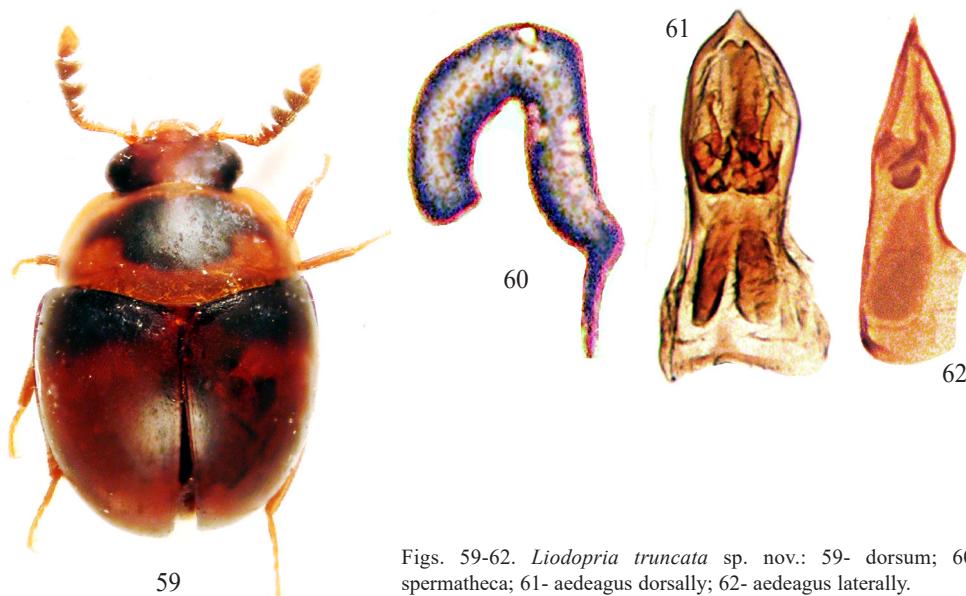 61
60
62
59
Figs. 59-62. Liodopria truncata sp. nov.: 59- dorsum; 60
spermatheca; 61- aedeagus dorsally; 62- aedeagus laterally.